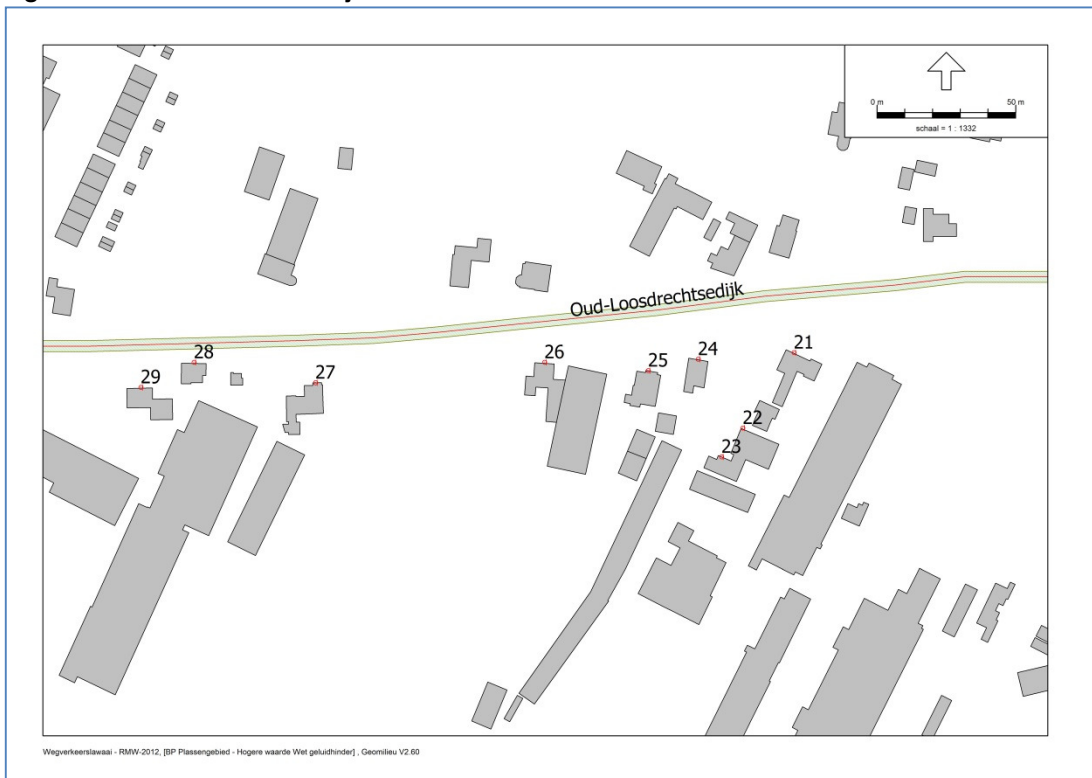 0 m 50 m
schaal = 1 : 1332
Oud-Loosdrechtsedijk
28
29
27
26
25
24
21
22
23
Wegverkeerslawaai - RMW-2012, [BP Plassengebied - Hogere waarde Wet geluidhinder] , Geomilieu V2.60